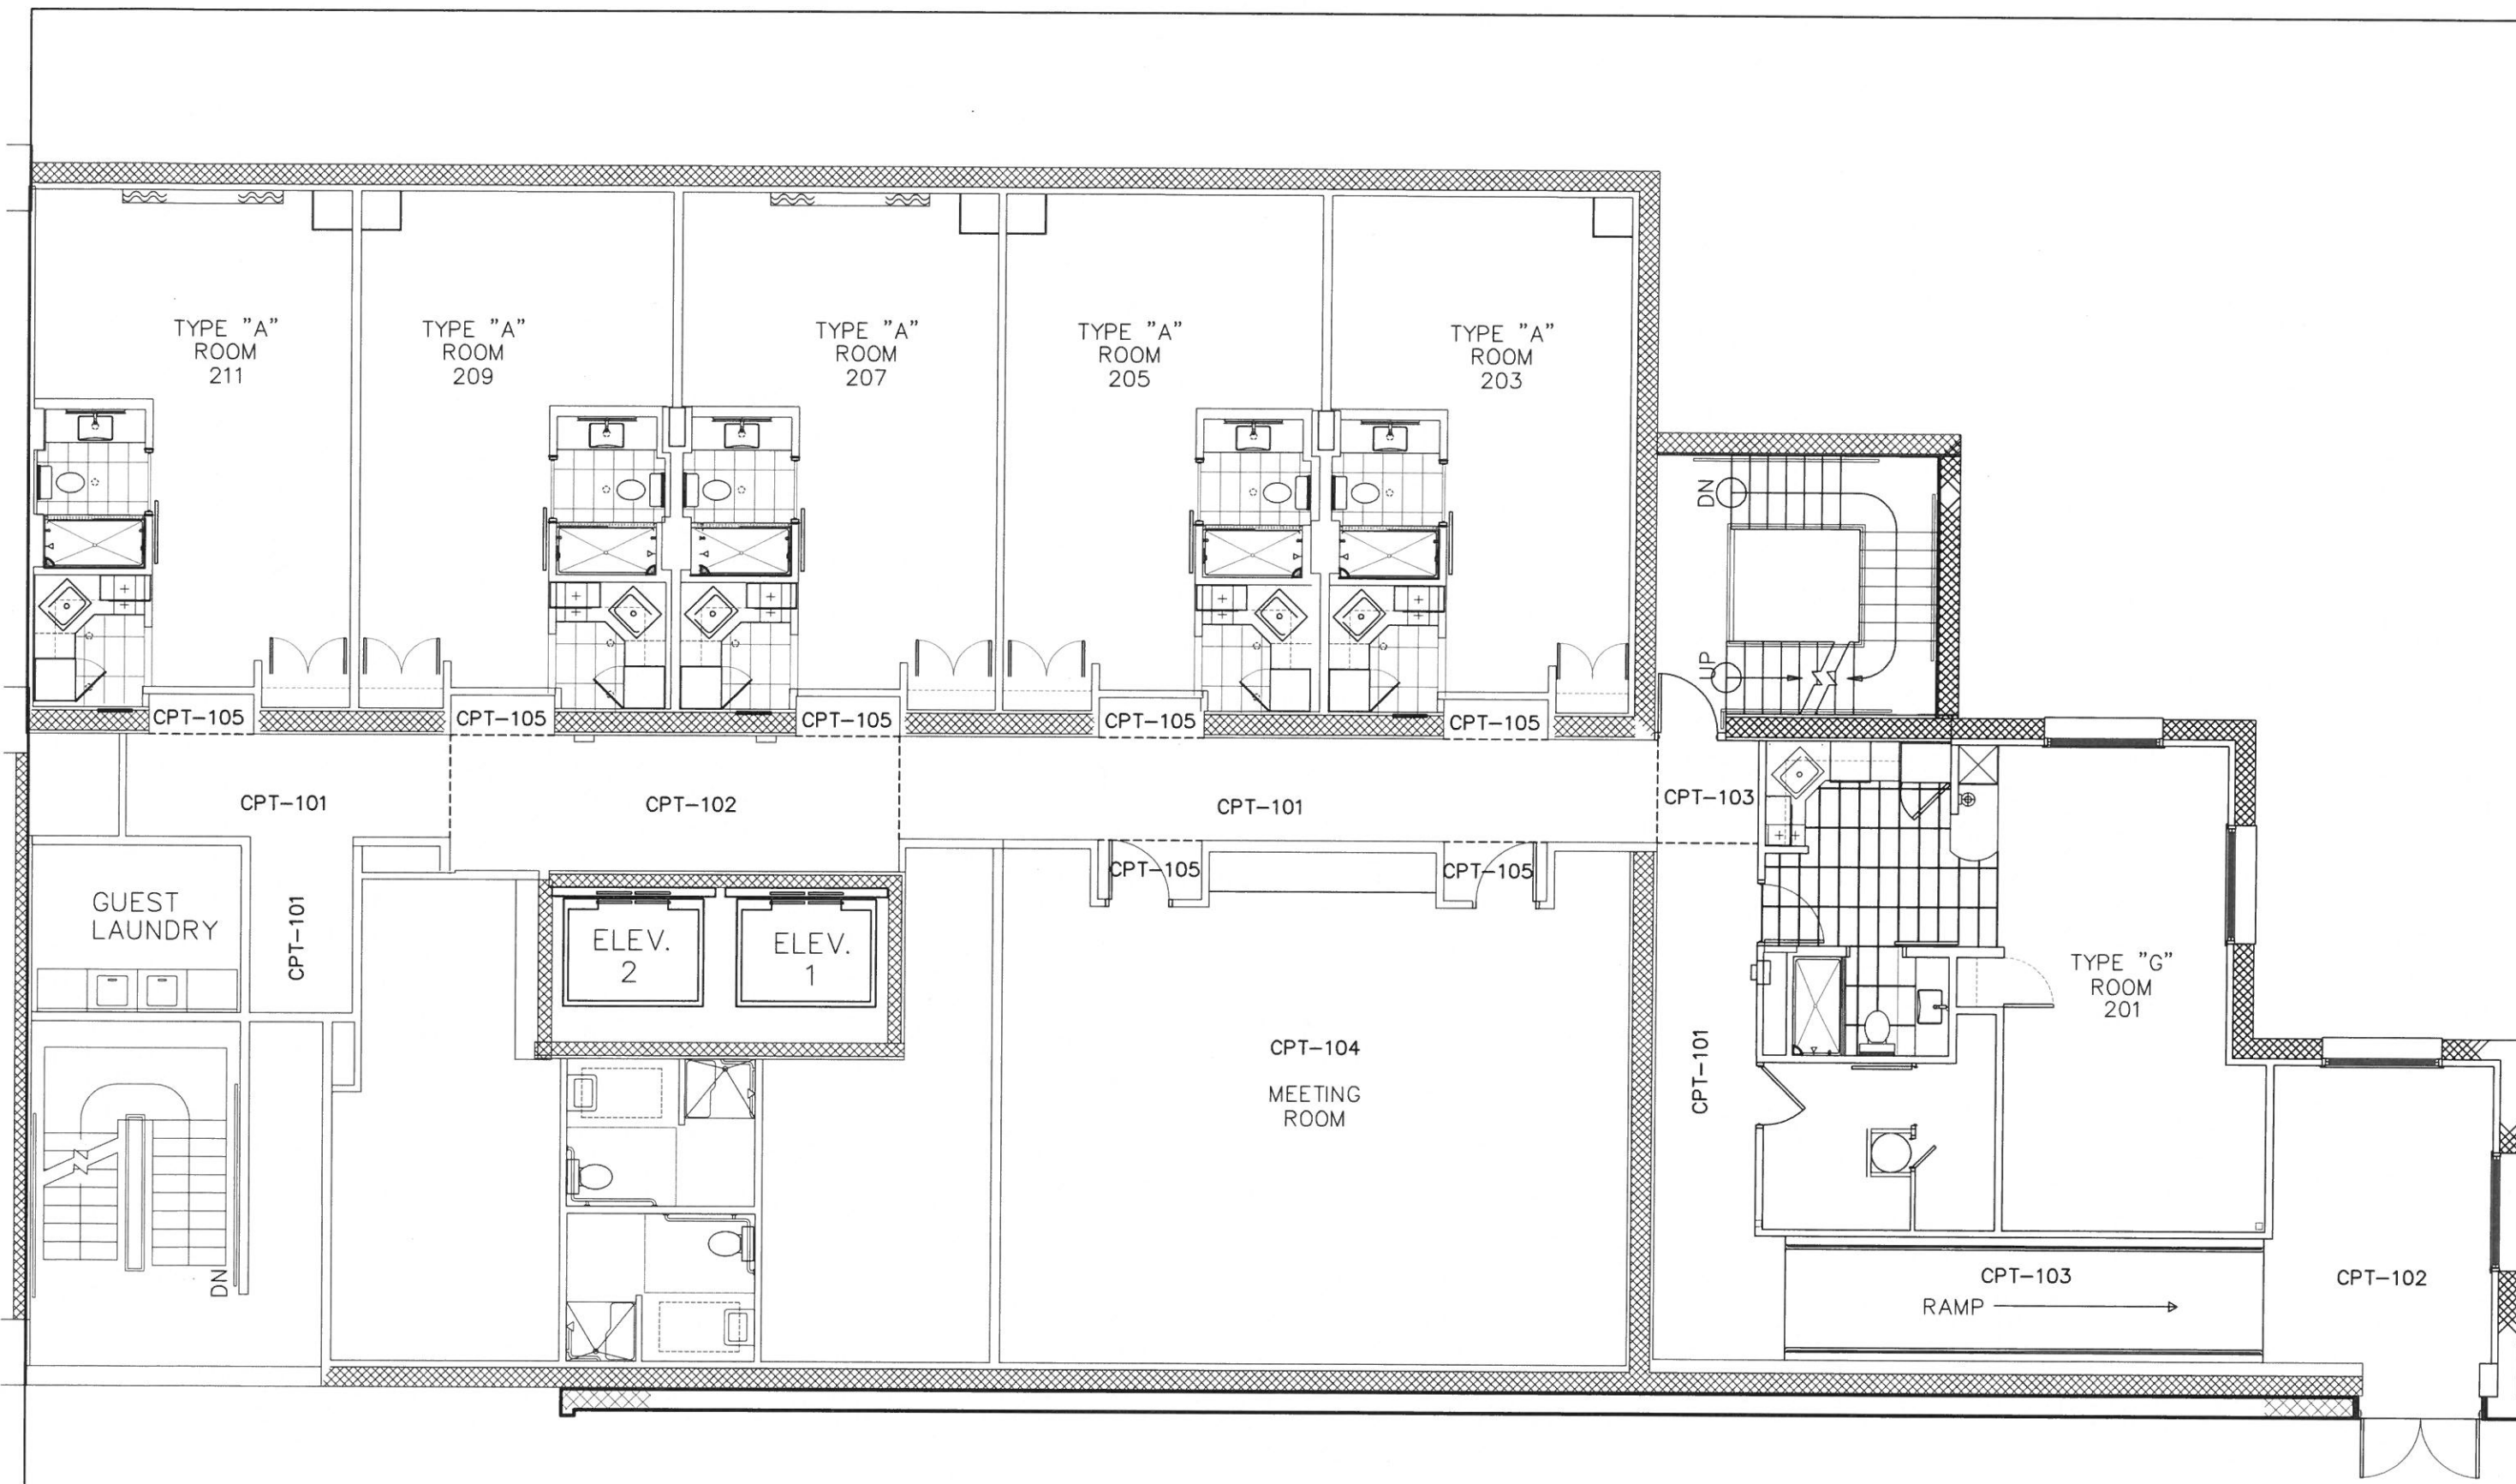 TYPE "A"
ROOM
211
TYPE "A"
ROOM
209
TYPE "A"
ROOM
207
TYPE "A"
ROOM
205
TYPE "A"
ROOM
203
DN
UP
CPT-105
CPT-105
CPT-105
CPT-105
CPT-105
CPT-101
CPT-102
CPT-101
CPT-103
CPT-105
CPT-105
GUEST
LAUNDRY
CPT-101
ELEV.
2
ELEV.
1
TYPE "G"
ROOM
201
CPT-104
MEETING
ROOM
CPT-101
DN
CPT-103
RAMP
CPT-102